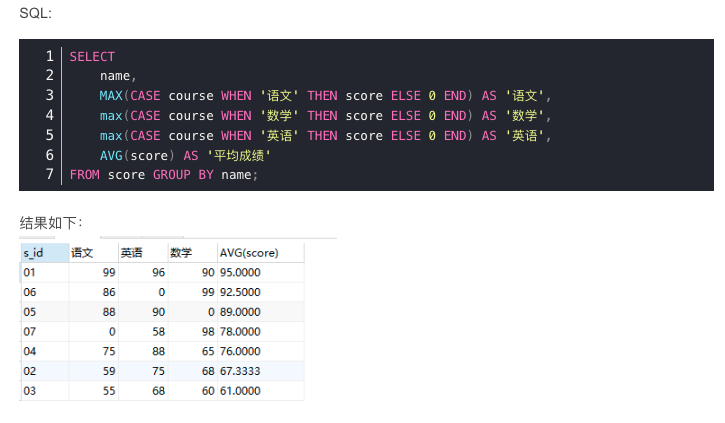 SQL:
1 SELECT
2 name,
3 MAX(CASE course WHEN '语文' THEN score ELSE 0 END) AS '语文',
4 max(CASE course WHEN '数学' THEN score ELSE 0 END) AS '数学',
5 max(CASE course WHEN '英语' THEN score ELSE 0 END) AS '英语',
6 AVG(score) AS '平均成绩'
7 FROM score GROUP BY name;
结果如下:
s_id 语文 英语 数学 AVG(score)
01 99 96 90 95.0000
06 86 0 99 92.5000
05 88 90 0 89.0000
07 0 58 98 78.0000
04 75 88 65 76.0000
02 59 75 68 67.3333
03 55 68 60 61.0000